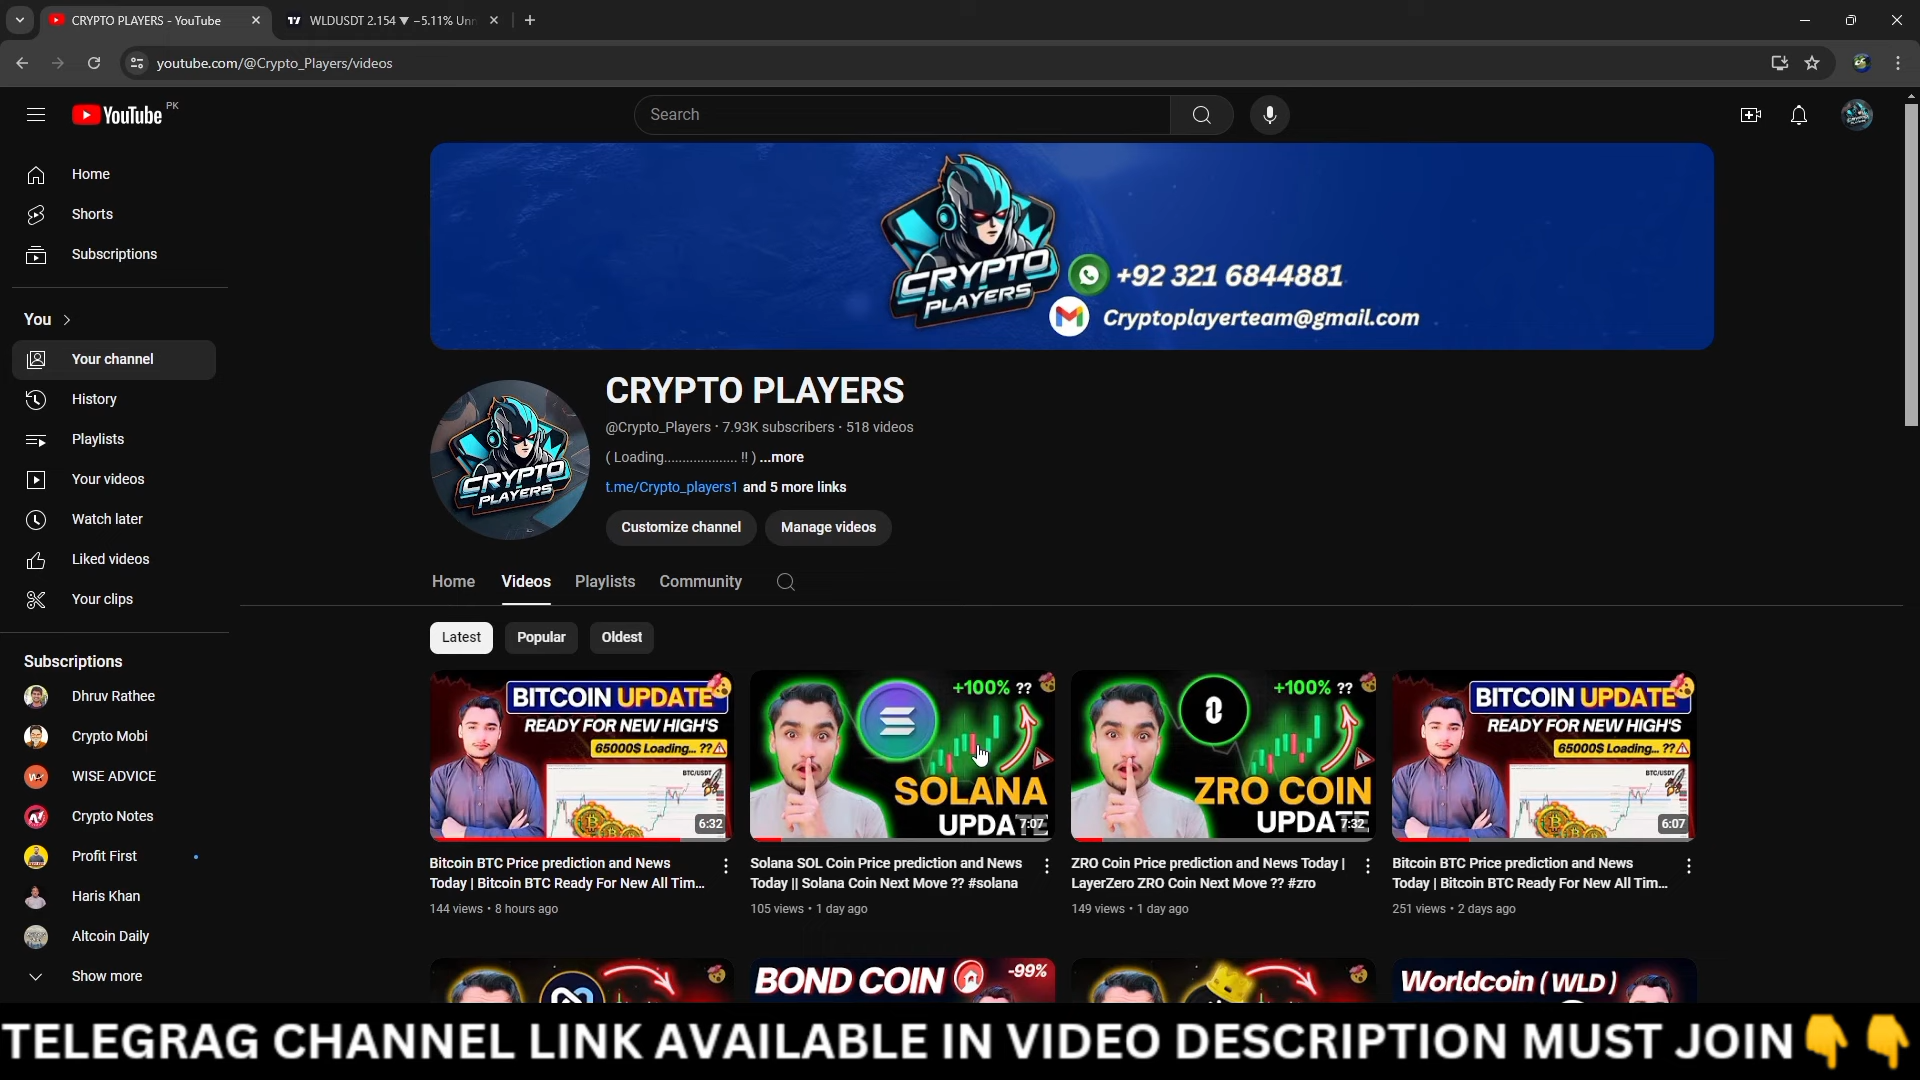 CRYPTO PLAYERS - YouTube
WLDUSDT 2.154 ▼ −5.11% Unn
youtube.com/@Crypto_Players/videos
YouTube PK
Search
Home
Shorts
Subscriptions
You
Your channel
History
Playlists
Your videos
Watch later
Liked videos
Your clips
Subscriptions
Dhruv Rathee
Crypto Mobi
WISE ADVICE
Crypto Notes
Profit First
Haris Khan
Altcoin Daily
Show more
CRYPTO
PLAYERS
+92 321 6844881
Cryptoplayerteam@gmail.com
CRYPTO
PLAYERS
CRYPTO PLAYERS
@Crypto_Players · 7.93K subscribers · 518 videos
( Loading.................... !! ) ...more
t.me/Crypto_players1 and 5 more links
Customize channel
Manage videos
Home
Videos
Playlists
Community
Latest
Popular
Oldest
BITCOIN UPDATE
READY FOR NEW HIGH'S
65000$ Loading... ??
BTC/USDT
6:32
Bitcoin BTC Price prediction and News
Today | Bitcoin BTC Ready For New All Tim...
144 views • 8 hours ago
+100% ??
SOLANA
UPDATE
7:07
Solana SOL Coin Price prediction and News
Today || Solana Coin Next Move ?? #solana
105 views • 1 day ago
+100% ??
ZRO COIN
UPDATE
7:32
ZRO Coin Price prediction and News Today |
LayerZero ZRO Coin Next Move ?? #zro
149 views • 1 day ago
BITCOIN UPDATE
READY FOR NEW HIGH'S
65000$ Loading... ??
BTC/USDT
6:07
Bitcoin BTC Price prediction and News
Today | Bitcoin BTC Ready For New All Tim...
251 views • 2 days ago
BOND COIN
-99%
Worldcoin ( WLD )
TELEGRAG CHANNEL LINK AVAILABLE IN VIDEO DESCRIPTION MUST JOIN👇👇